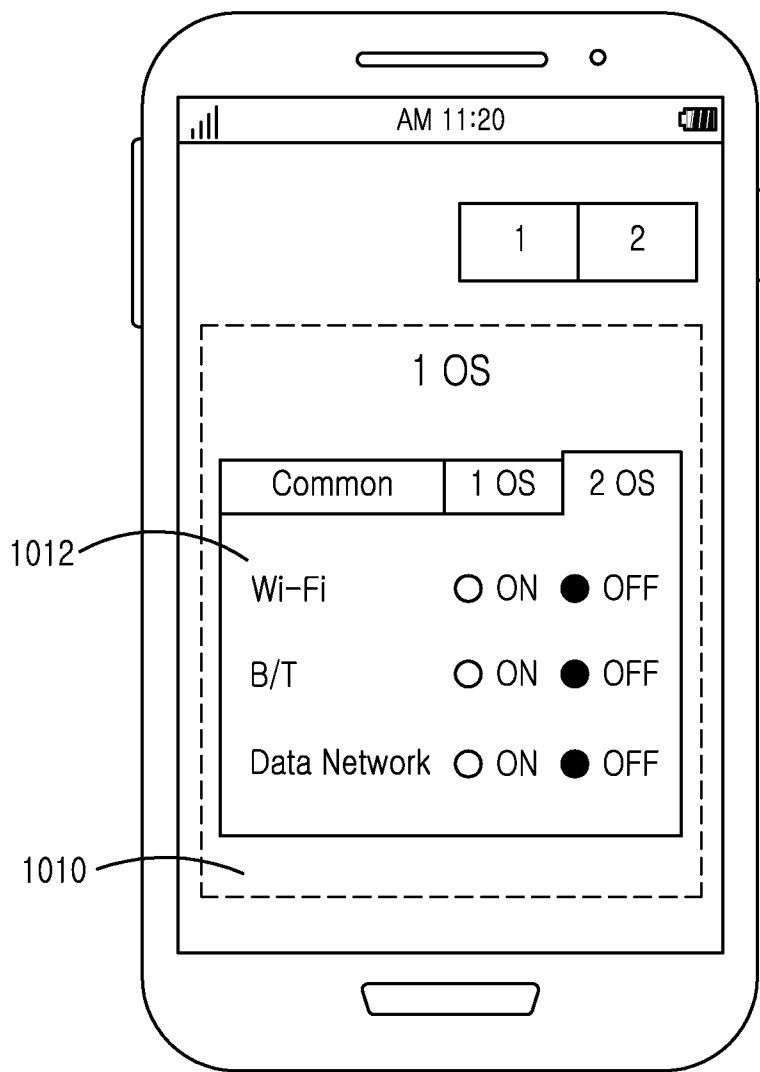 AM 11:20
1 2
1 OS
Common 1 OS 2 OS
1012
Wi-Fi ON OFF
B/T ON OFF
Data Network ON OFF
1010